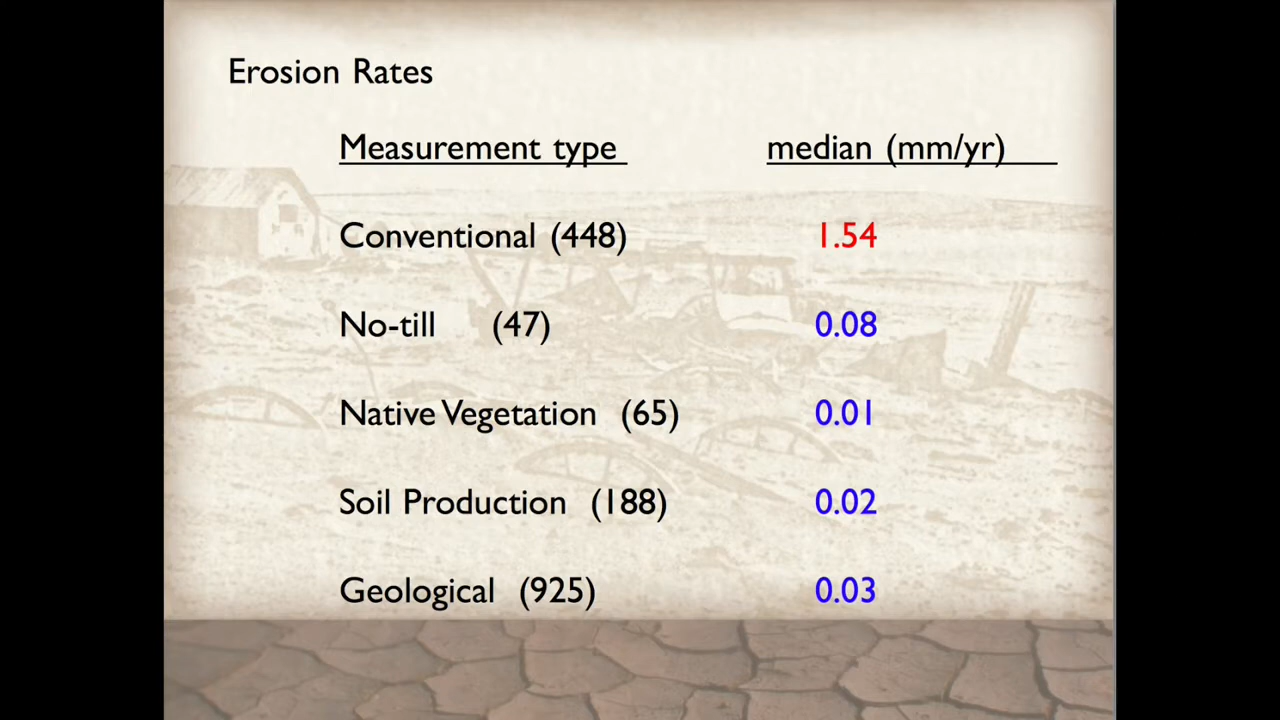 Erosion Rates
Measurement type median (mm/yr)
Conventional (448) 1.54
No-till (47) 0.08
Native Vegetation (65) 0.01
Soil Production (188) 0.02
Geological (925) 0.03